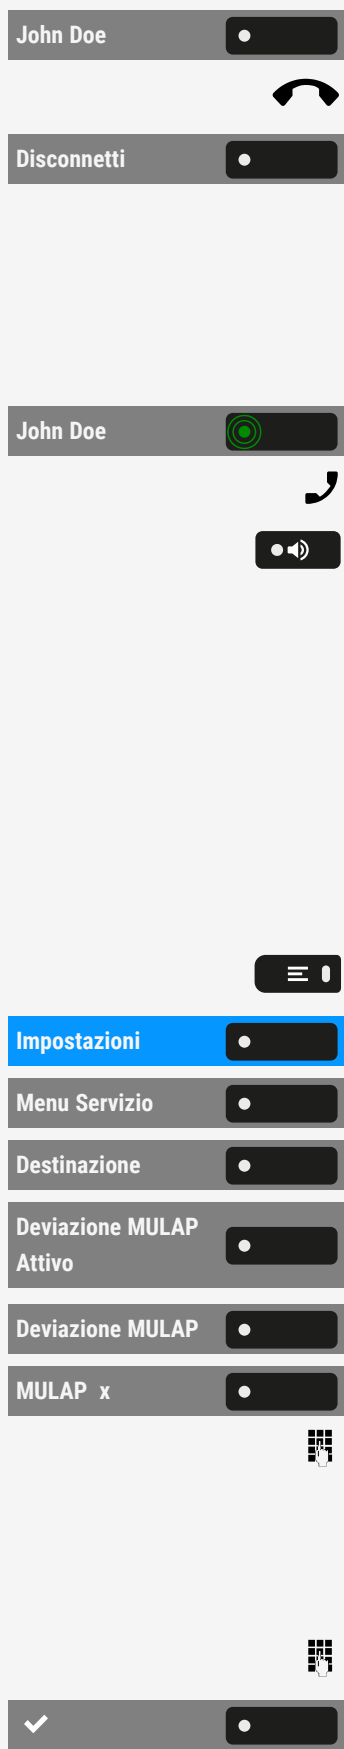 John Doe
Disconnetti
John Doe
Impostazioni
Menu Servizio
Destinazione
Deviazione MULAP
Attivo
Deviazione MULAP
MULAP x